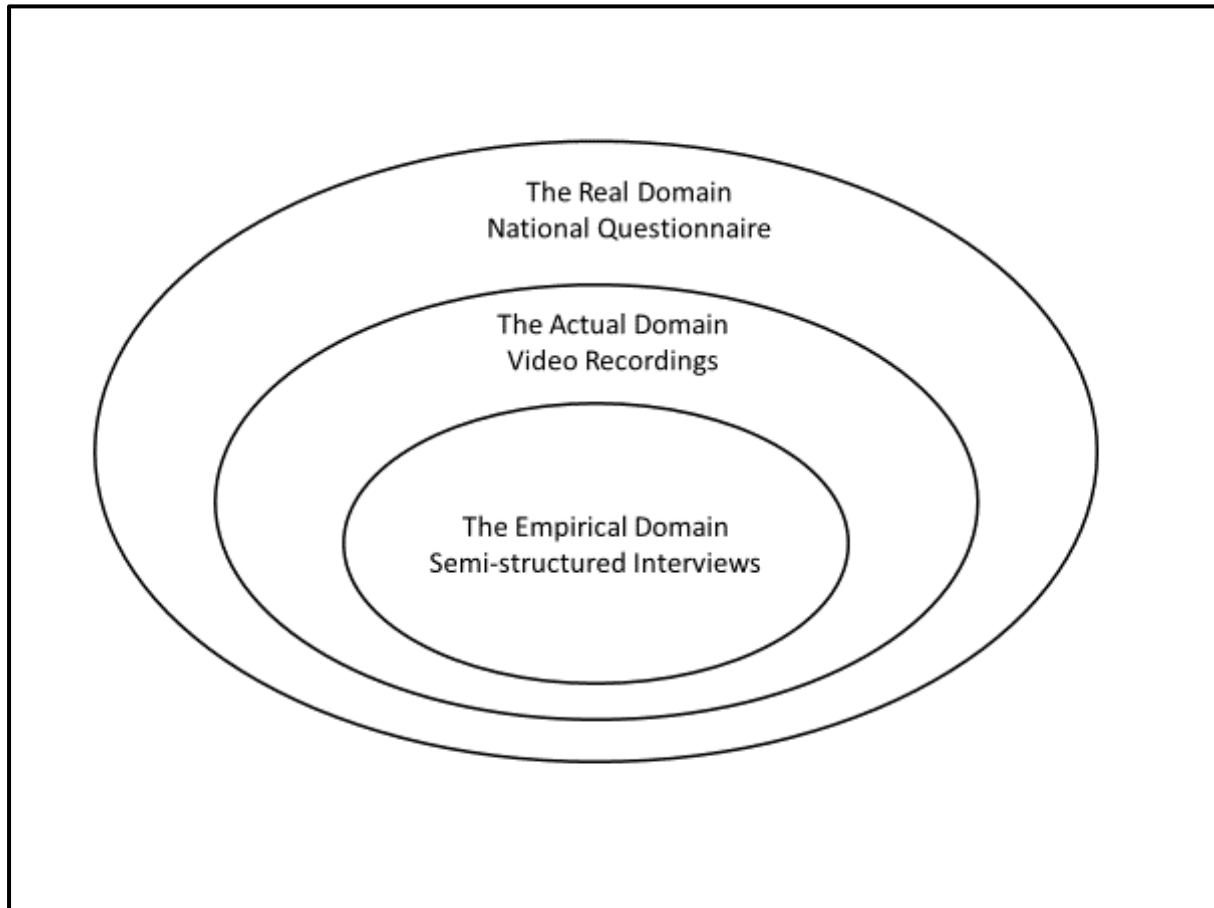 The Real Domain
National Questionnaire
The Actual Domain
Video Recordings
The Empirical Domain
Semi-structured Interviews